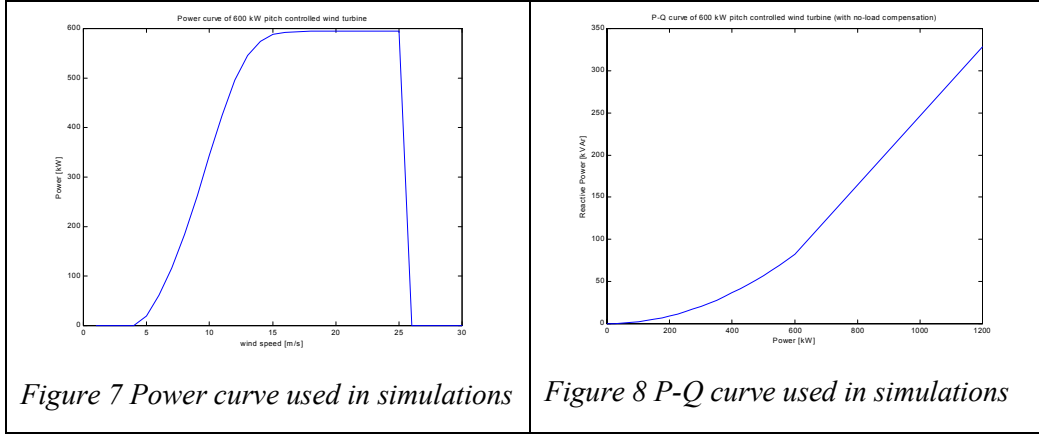 Power curve of 600 kW pitch controlled wind turbine
600
500
400
300
200
100
0
Power [kW]
0 5 10 15 20 25 30
wind speed [m/s]
Figure 7 Power curve used in simulations
P-Q curve of 600 kW pitch controlled wind turbine (with no-load compensation)
350
300
250
200
150
100
50
0
Reactive Power [kVAr]
0 200 400 600 800 1000 1200
Power [kW]
Figure 8 P-Q curve used in simulations